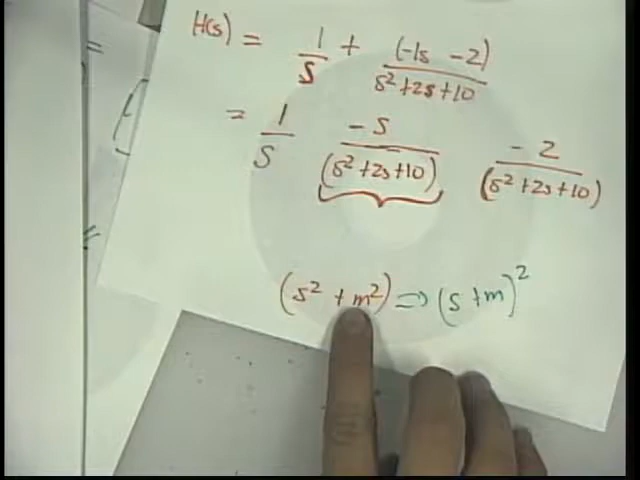 H(s) = 1/s + (-1s - 2)/(s² + 2s + 10)
= 1/s - s/(s² + 2s + 10) - 2/(s² + 2s + 10)
(s² + m²) ⇒ (s + m)²